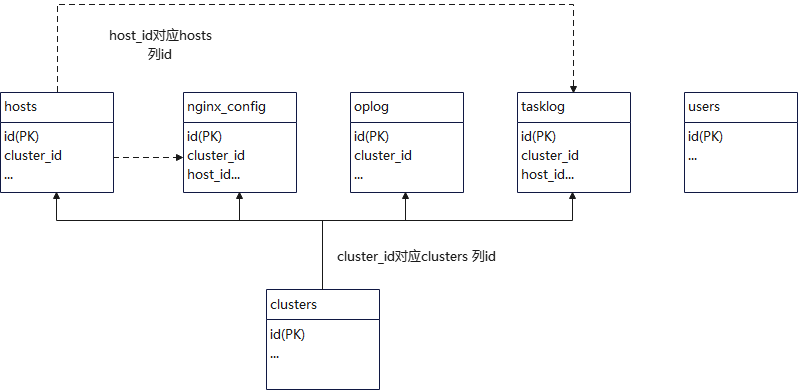 host_id对应hosts
列id
hosts
id(PK)
cluster_id
...
nginx_config
id(PK)
cluster_id
host_id...
oplog
id(PK)
cluster_id
...
tasklog
id(PK)
cluster_id
host_id...
users
id(PK)
...
cluster_id对应clusters 列id
clusters
id(PK)
...